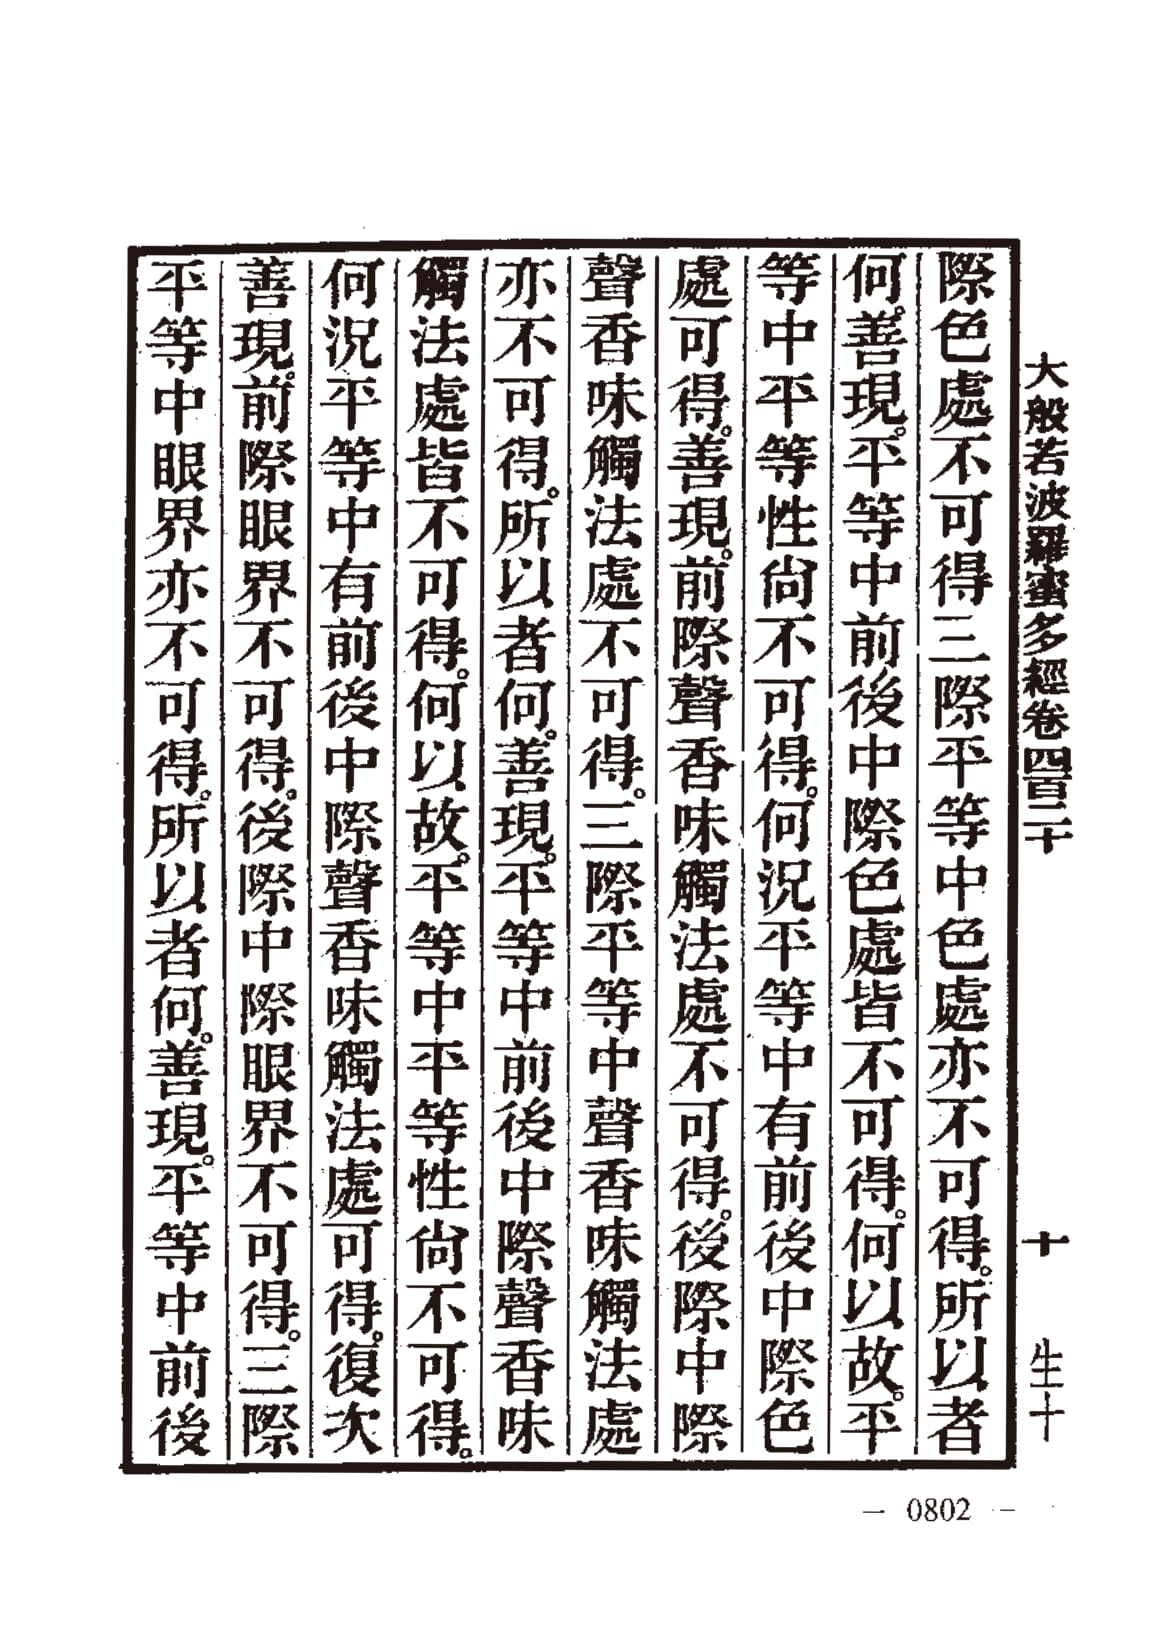 大般若波羅蜜多經卷四百二十　十　生十
際色處不可得三際平等中色處亦不可得。所以者
何。善現。平等中前後中際色處皆不可得。何以故。平
等中平等性尙不可得。何況平等中有前後中際色
處可得。善現。前際聲香味觸法處不可得。後際中際
聲香味觸法處不可得。三際平等中聲香味觸法處
亦不可得。所以者何。善現。平等中前後中際聲香味
觸法處皆不可得。何以故。平等中平等性尙不可得。
何況平等中有前後中際聲香味觸法處可得。復次
善現。前際眼界不可得。後際中際眼界不可得。三際
平等中眼界亦不可得。所以者何。善現。平等中前後
— 0802 —